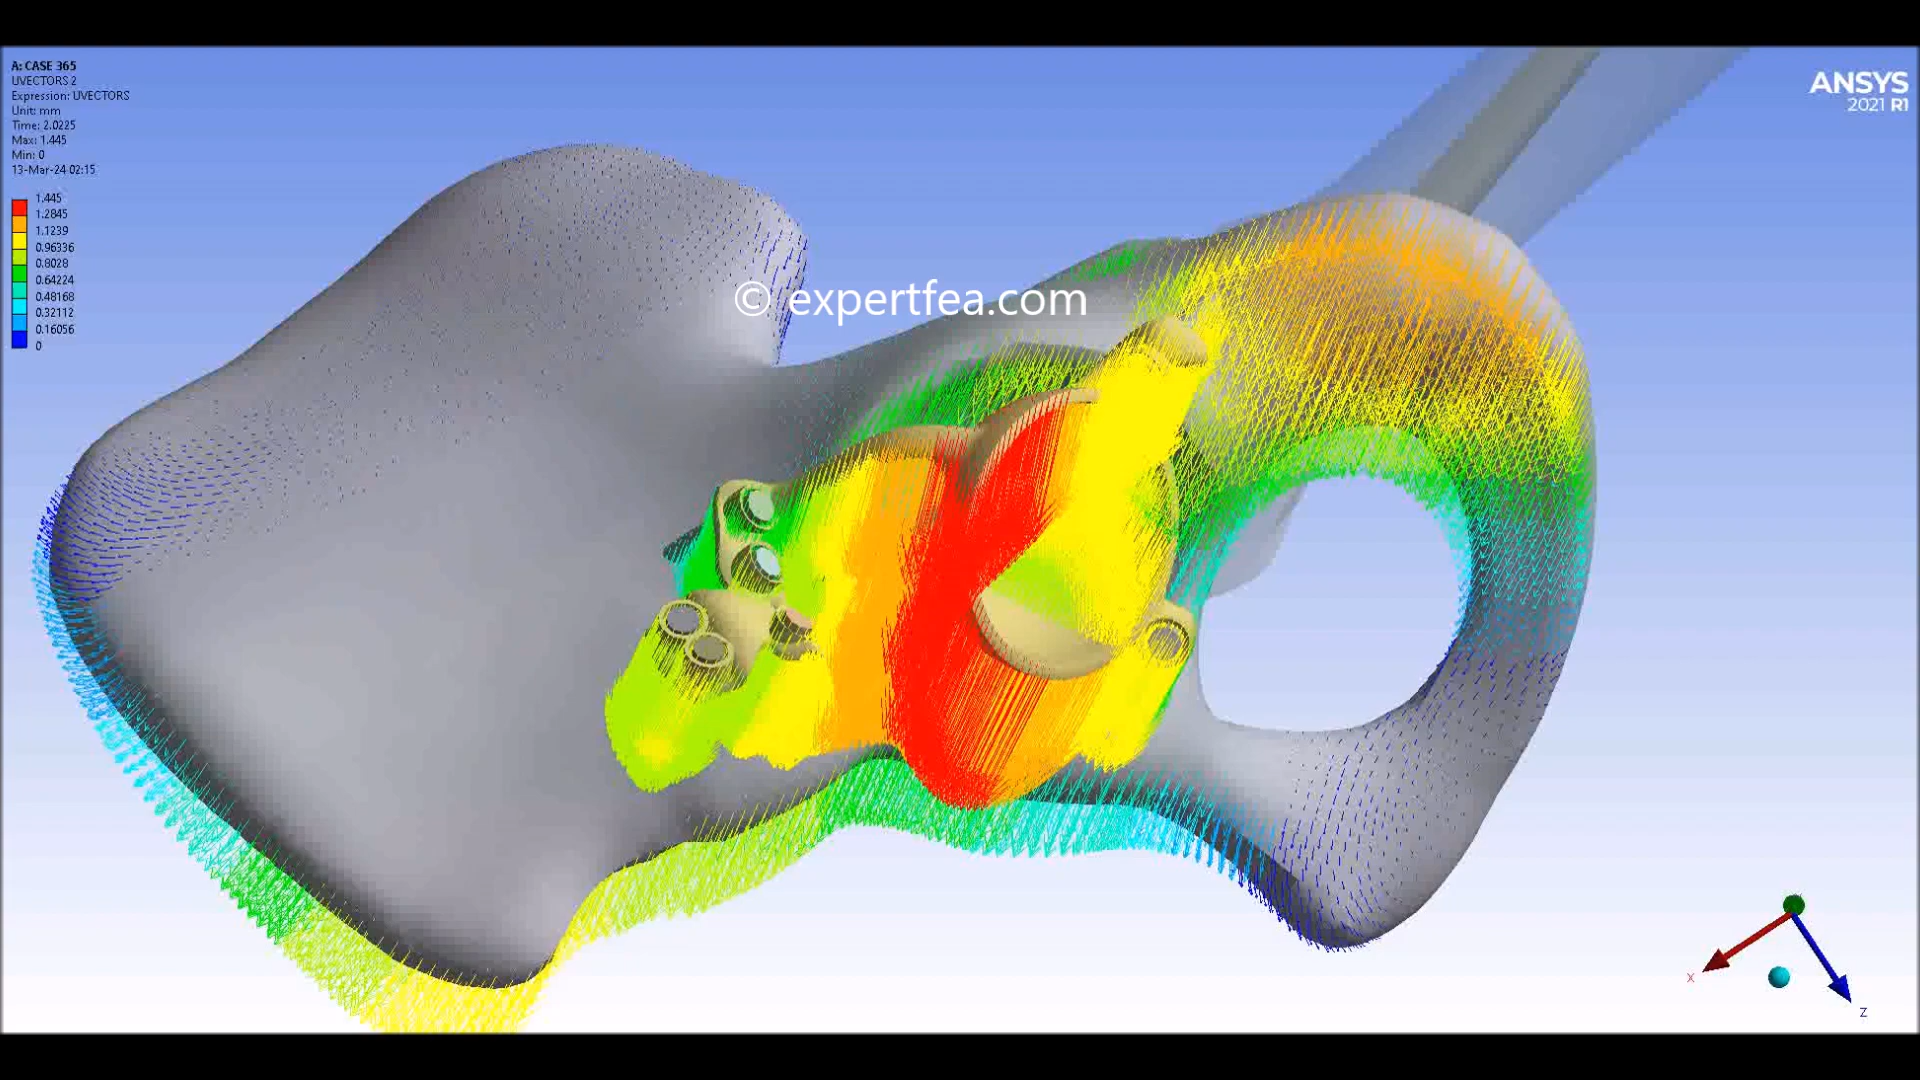 A: CASE 365
UVECTORS 2
Expression: UVECTORS
Unit: mm
Time: 2.0225
Max: 1.445
Min: 0
13-Mar-24 02:15
1.445
1.2845
1.1239
0.96336
0.8028
0.64224
0.48168
0.32112
0.16056
0
ANSYS
2021 R1
© expertfea.com
X
Z